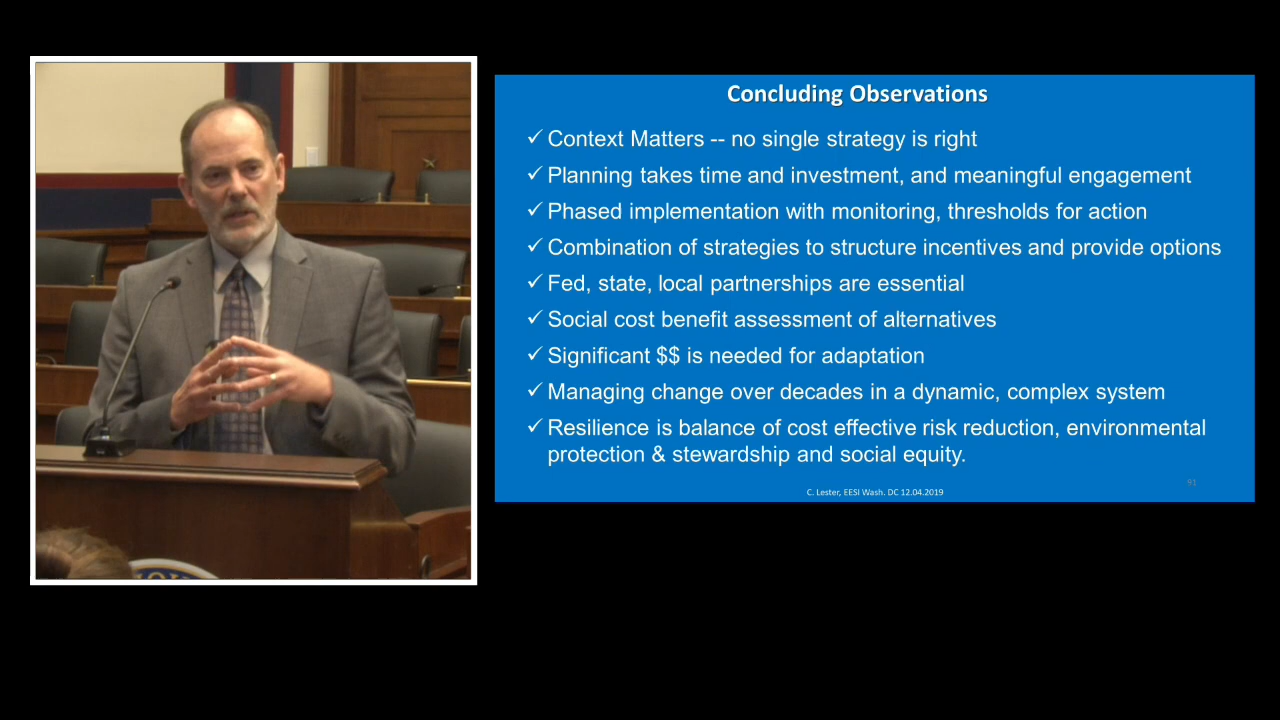 Concluding Observations
✓ Context Matters -- no single strategy is right
✓ Planning takes time and investment, and meaningful engagement
✓ Phased implementation with monitoring, thresholds for action
✓ Combination of strategies to structure incentives and provide options
✓ Fed, state, local partnerships are essential
✓ Social cost benefit assessment of alternatives
✓ Significant $$ is needed for adaptation
✓ Managing change over decades in a dynamic, complex system
✓ Resilience is balance of cost effective risk reduction, environmental
protection & stewardship and social equity.
91
C. Lester, EESI Wash. DC 12.04.2019